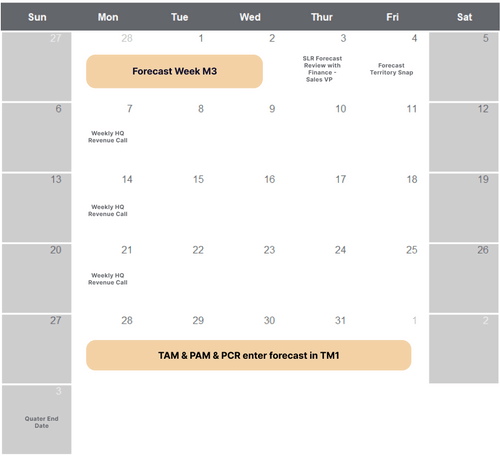 Sun Mon Tue Wed Thur Fri Sat
27 28 1 2 3 4 5
Forecast Week M3
SLR Forecast
Review with
Finance -
Sales VP
Forecast
Territory Snap
6 7 8 9 10 11 12
Weekly HQ
Revenue Call
13 14 15 16 17 18 19
Weekly HQ
Revenue Call
20 21 22 23 24 25 26
Weekly HQ
Revenue Call
27 28 29 30 31 1 2
TAM & PAM & PCR enter forecast in TM1
3
Quater End
Date